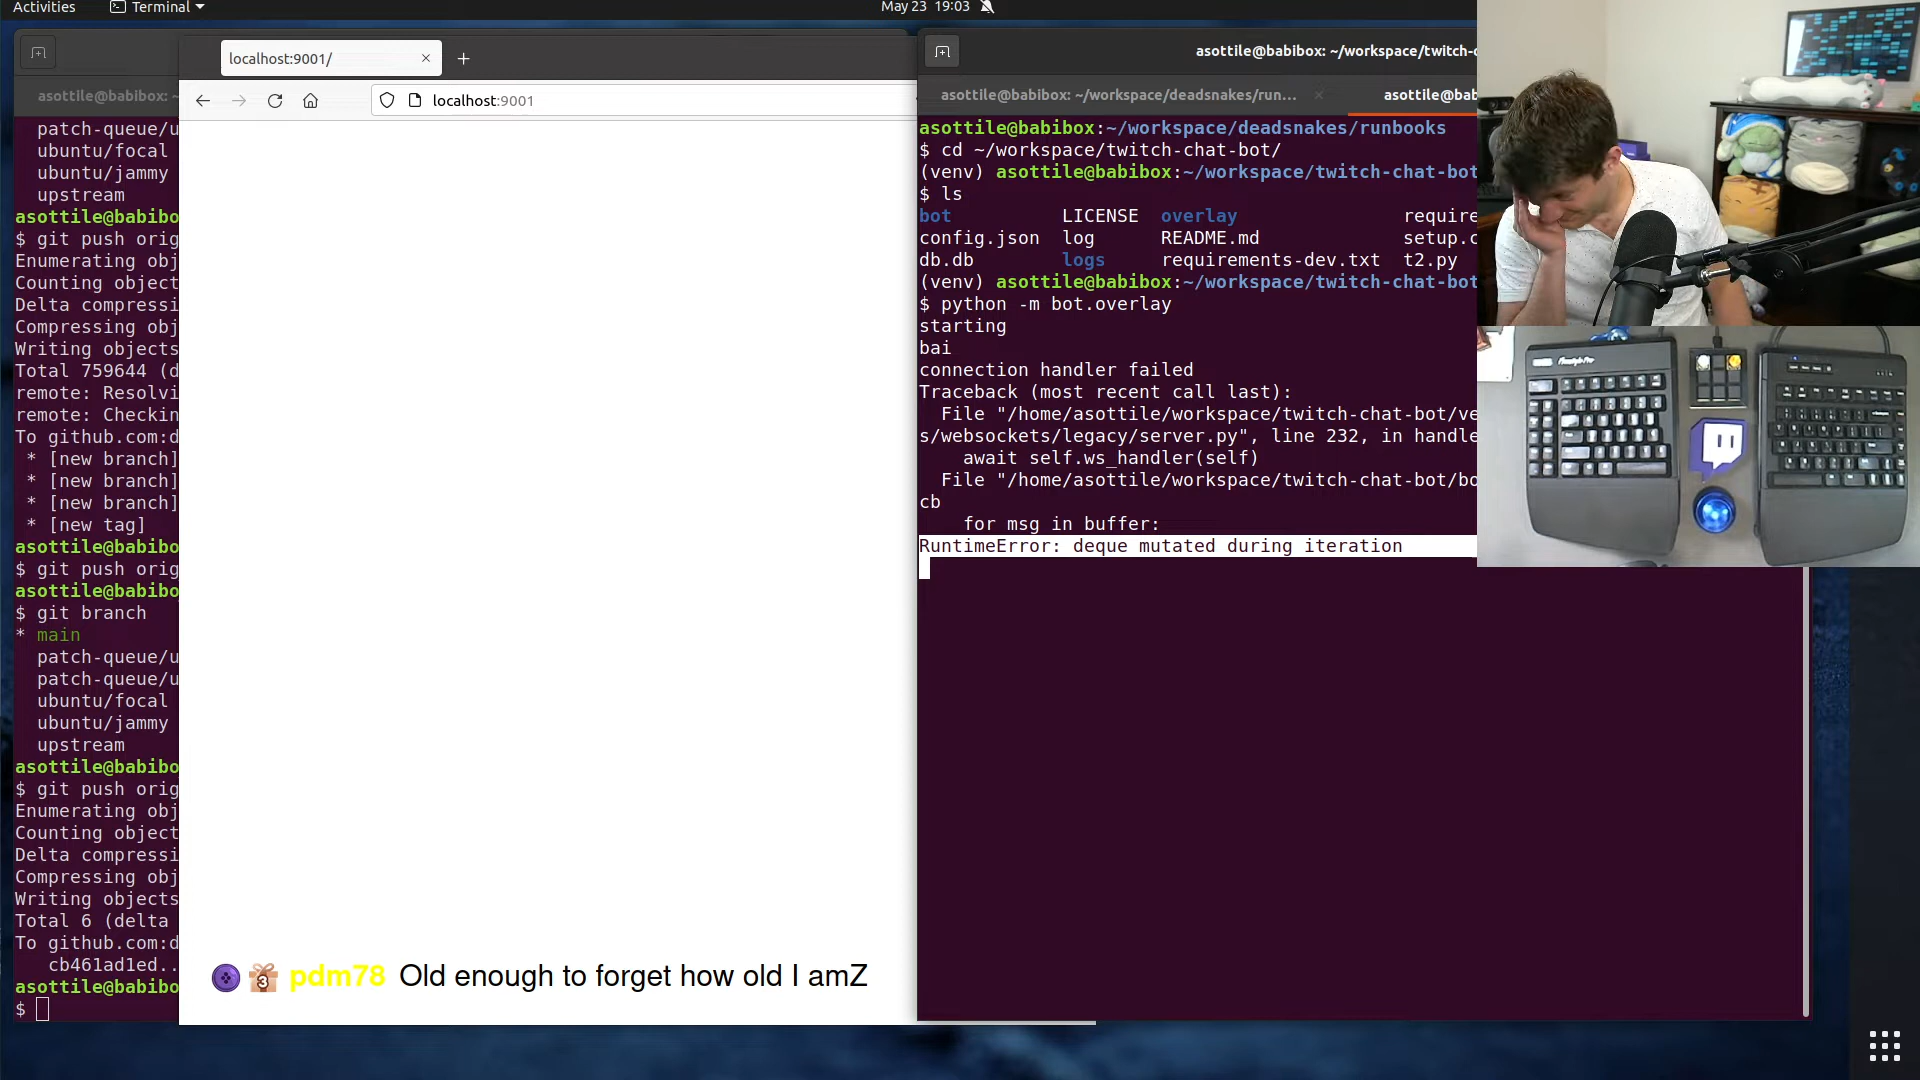 Activities
Terminal
May 23 19:03
asottile@babibox: ~
patch-queue/u
ubuntu/focal
ubuntu/jammy
upstream
asottile@babibo
$ git push orig
Enumerating obj
Counting object
Delta compressi
Compressing obj
Writing objects
Total 759644 (d
remote: Resolvi
remote: Checkin
To github.com:d
* [new branch]
* [new branch]
* [new branch]
* [new tag]
asottile@babibo
$ git push orig
asottile@babibo
$ git branch
* main
patch-queue/u
patch-queue/u
ubuntu/focal
ubuntu/jammy
upstream
asottile@babibo
$ git push orig
Enumerating obj
Counting object
Delta compressi
Compressing obj
Writing objects
Total 6 (delta
To github.com:d
cb461ad1ed..
asottile@babibo
$
localhost:9001/
localhost:9001
3 pdm78 Old enough to forget how old I amZ
asottile@babibox: ~/workspace/twitch-c
asottile@babibox: ~/workspace/deadsnakes/run...
asottile@bab
asottile@babibox:~/workspace/deadsnakes/runbooks
$ cd ~/workspace/twitch-chat-bot/
(venv) asottile@babibox:~/workspace/twitch-chat-bot
$ ls
bot LICENSE overlay require
config.json log README.md setup.c
db.db logs requirements-dev.txt t2.py
(venv) asottile@babibox:~/workspace/twitch-chat-bot
$ python -m bot.overlay
starting
bai
connection handler failed
Traceback (most recent call last):
File "/home/asottile/workspace/twitch-chat-bot/ve
s/websockets/legacy/server.py", line 232, in handle
await self.ws_handler(self)
File "/home/asottile/workspace/twitch-chat-bot/bo
cb
for msg in buffer:
RuntimeError: deque mutated during iteration